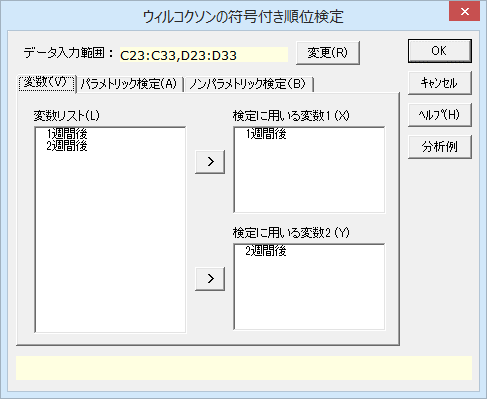 ウィルコクソンの符号付き順位検定
データ入力範囲： C23:C33,D23:D33 変更(R)
OK
キャンセル
ヘルプ(H)
分析例
変数(V) パラメトリック検定(A) ノンパラメトリック検定(B)
変数リスト(L)
1週間後
2週間後
>
検定に用いる変数1(X)
1週間後
>
検定に用いる変数2(Y)
2週間後